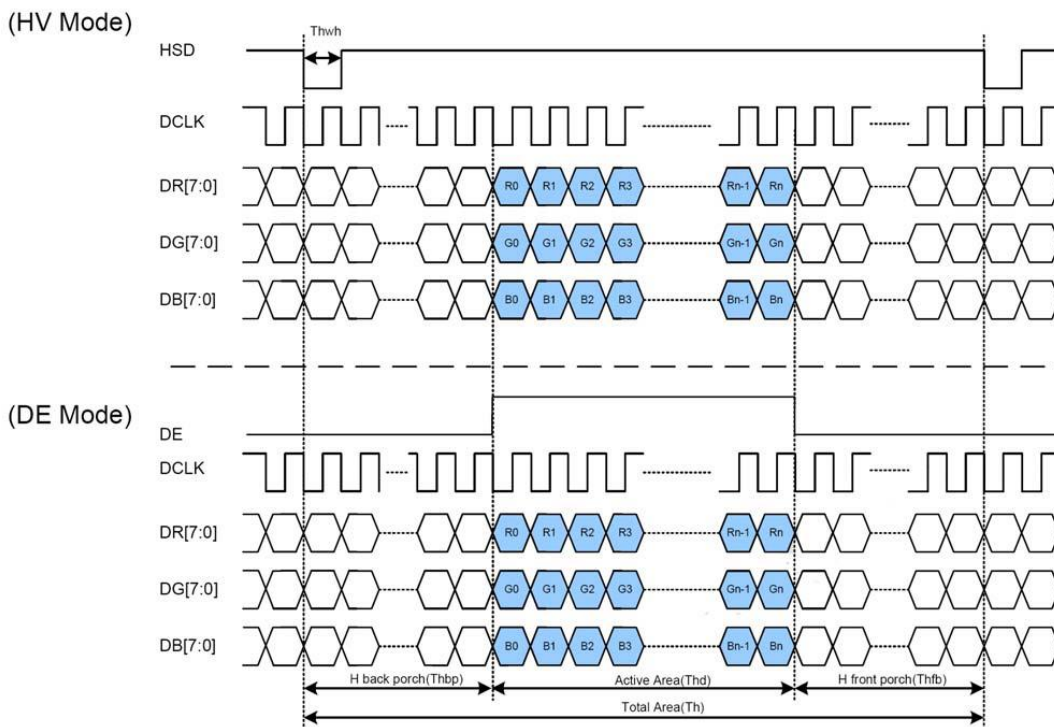 (HV Mode)
Thwh
HSD
DCLK
DR[7:0] R0 R1 R2 R3 Rn-1 Rn
DG[7:0] G0 G1 G2 G3 Gn-1 Gn
DB[7:0] B0 B1 B2 B3 Bn-1 Bn
(DE Mode)
DE
DCLK
DR[7:0] R0 R1 R2 R3 Rn-1 Rn
DG[7:0] G0 G1 G2 G3 Gn-1 Gn
DB[7:0] B0 B1 B2 B3 Bn-1 Bn
H back porch(Thbp) Active Area(Thd) H front porch(Thfb)
Total Area(Th)